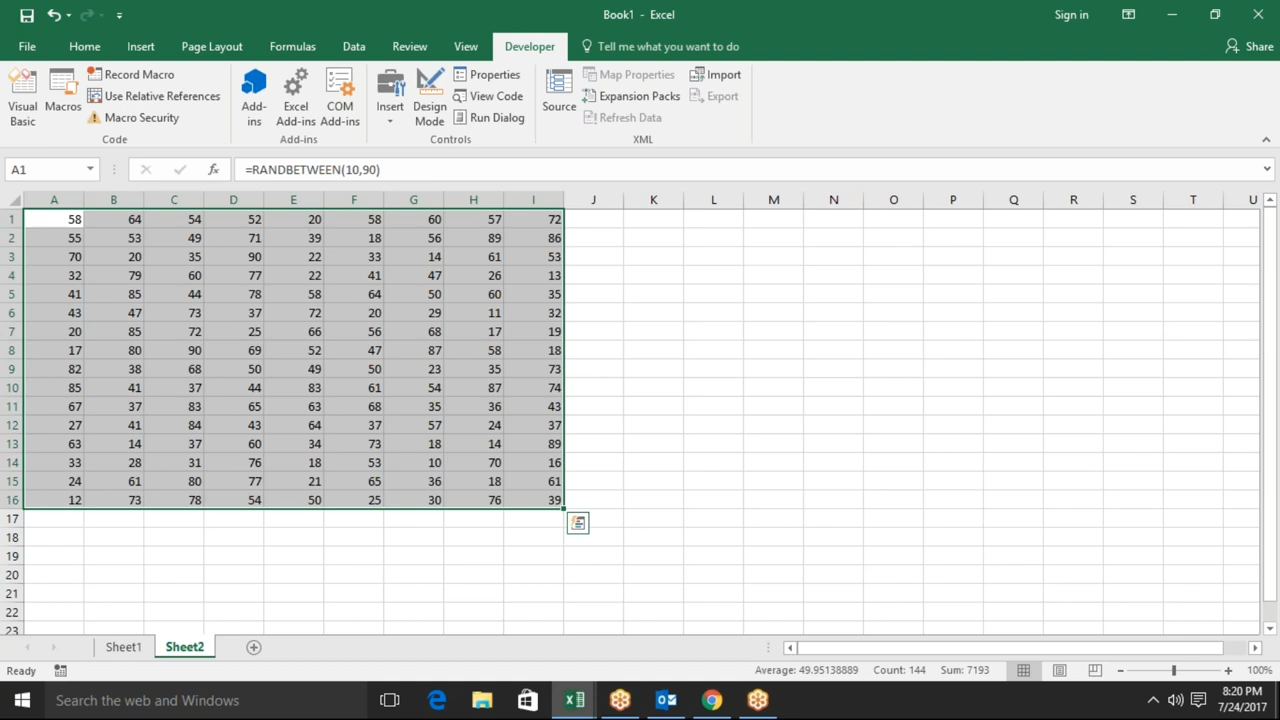 Book1 - Excel
Sign in
File Home Insert Page Layout Formulas Data Review View Developer Tell me what you want to do Share
Visual Basic
Macros
Record Macro
Use Relative References
Macro Security
Code
Add-ins
Excel Add-ins
COM Add-ins
Add-ins
Insert
Design Mode
Properties
View Code
Run Dialog
Controls
Source
Map Properties
Expansion Packs
Refresh Data
Import
Export
XML
A1 fx =RANDBETWEEN(10,90)
A B C D E F G H I J K L M N O P Q R S T U
1 58 64 54 52 20 58 60 57 72
2 55 53 49 71 39 18 56 89 86
3 70 20 35 90 22 33 14 61 53
4 32 79 60 77 22 41 47 26 13
5 41 85 44 78 58 64 50 60 35
6 43 47 73 37 72 20 29 11 32
7 20 85 72 25 66 56 68 17 19
8 17 80 90 69 52 47 87 58 18
9 82 38 68 50 49 50 23 35 73
10 85 41 37 44 83 61 54 87 74
11 67 37 83 65 63 68 35 36 43
12 27 41 84 43 64 37 57 24 37
13 63 14 37 60 34 73 18 14 89
14 33 28 31 76 18 53 10 70 16
15 24 61 80 77 21 65 36 18 61
16 12 73 78 54 50 25 30 76 39
17
18
19
20
21
22
23
Sheet1 Sheet2
Ready Average: 49.95138889 Count: 144 Sum: 7193 100%
Search the web and Windows
8:20 PM
7/24/2017